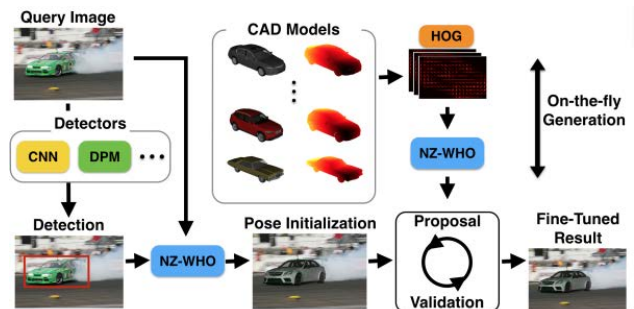 Query Image
Detectors
CNN
DPM
Detection
NZ-WHO
CAD Models
HOG
NZ-WHO
On-the-fly
Generation
Pose Initialization
Proposal
Validation
Fine-Tuned
Result